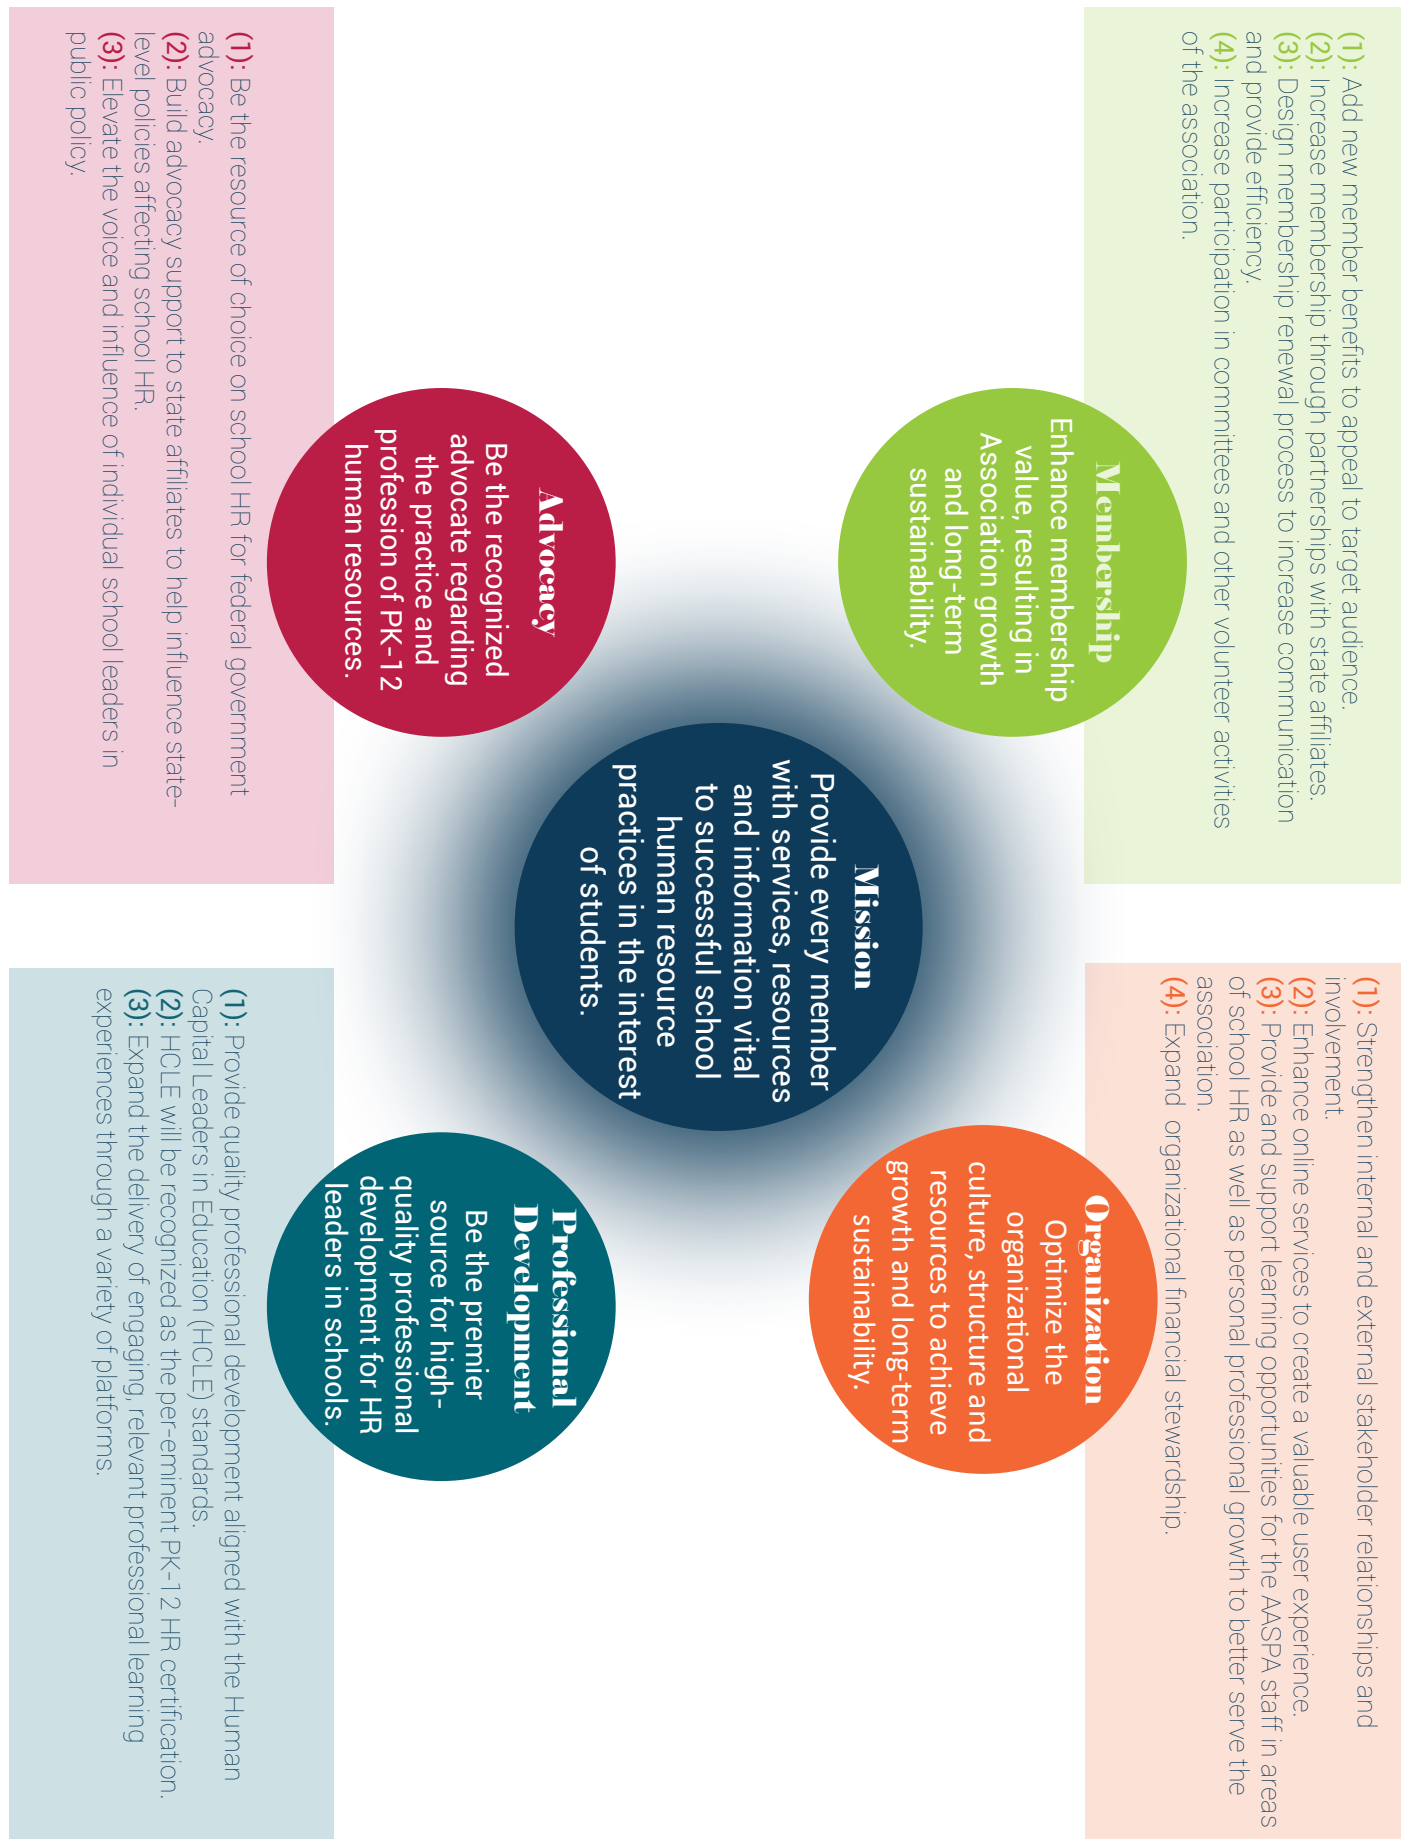 (1): Add new member benefits to appeal to target audience.
(2): Increase membership through partnerships with state affiliates.
(3): Design membership renewal process to increase communication
and provide efficiency.
(4): Increase participation in committees and other volunteer activities
of the association.
Membership
Enhance membership
value, resulting in
Association growth
and long-term
sustainability.
(1): Strengthen internal and external stakeholder relationships and
involvement.
(2): Enhance online services to create a valuable user experience.
(3): Provide and support learning opportunities for the AASPA staff in areas
of school HR as well as personal professional growth to better serve the
association.
(4): Expand organizational financial stewardship.
Organization
Optimize the
organizational
culture, structure and
resources to achieve
growth and long-term
sustainability.
Mission
Provide every member
with services, resources
and information vital
to successful school
human resource
practices in the interest
of students.
Advocacy
Be the recognized
advocate regarding
the practice and
profession of PK-12
human resources.
(1): Be the resource of choice on school HR for federal government
advocacy.
(2): Build advocacy support to state affiliates to help influence state-
level policies affecting school HR.
(3): Elevate the voice and influence of individual school leaders in
public policy.
Professional
Development
Be the premier
source for high-
quality professional
development for HR
leaders in schools.
(1): Provide quality professional development aligned with the Human
Capital Leaders in Education (HCLE) standards.
(2): HCLE will be recognized as the per-eminent PK-12 HR certification.
(3): Expand the delivery of engaging, relevant professional learning
experiences through a variety of platforms.